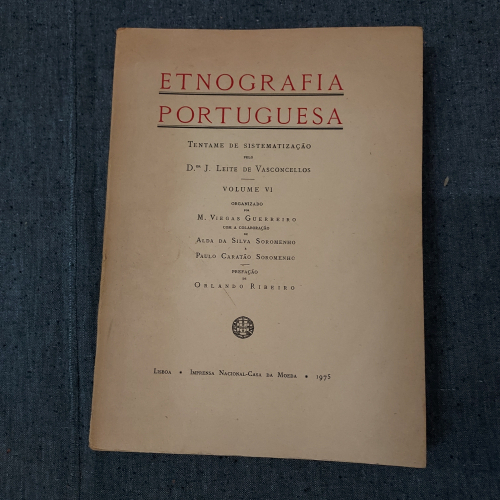 ETNOGRAFIA
PORTUGUESA
TENTAME DE SISTEMATIZAÇÃO
PELO
D.or J. LEITE DE VASCONCELLOS
VOLUME VI
ORGANIZADO
POR
M. VIEGAS GUERREIRO
COM A COLABORAÇÃO
DE
ALDA DA SILVA SOROMENHO
E
PAULO CARATÃO SOROMENHO
PREFAÇÃO
DE
ORLANDO RIBEIRO
LISBOA • IMPRENSA NACIONAL-CASA DA MOEDA • 1975